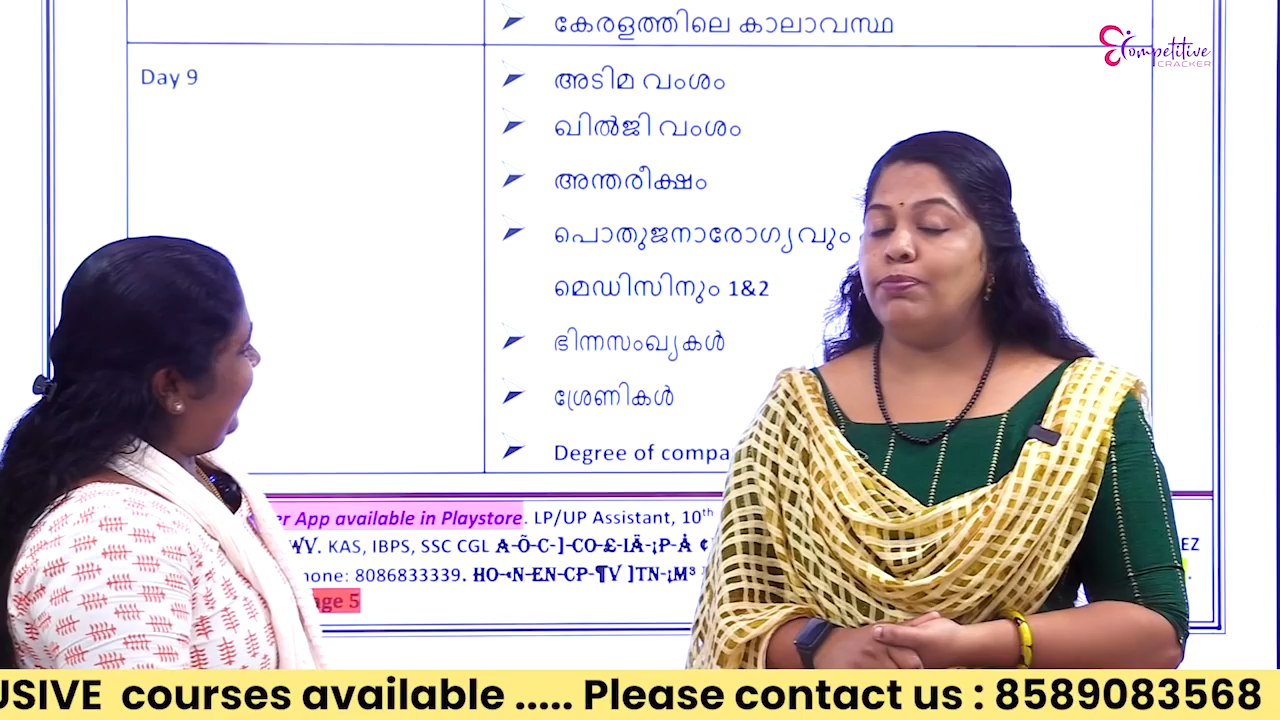 കേരളത്തിലെ കാലാവസ്ഥ
Competitive
CRACKER
Day 9
അടിമ വംശം
ഖിൽജി വംശം
അന്തരീക്ഷം
പൊതുജനാരോഗ്യവും
മെഡിസിനും 1&2
ഭിന്നസംഖ്യകൾ
ശ്രേണികൾ
Degree of compa
er App available in Playstore. LP/UP Assistant, 10th
KAS, IBPS, SSC CGL
hone: 8086833339.
age 5
USIVE courses available ..... Please contact us : 8589083568